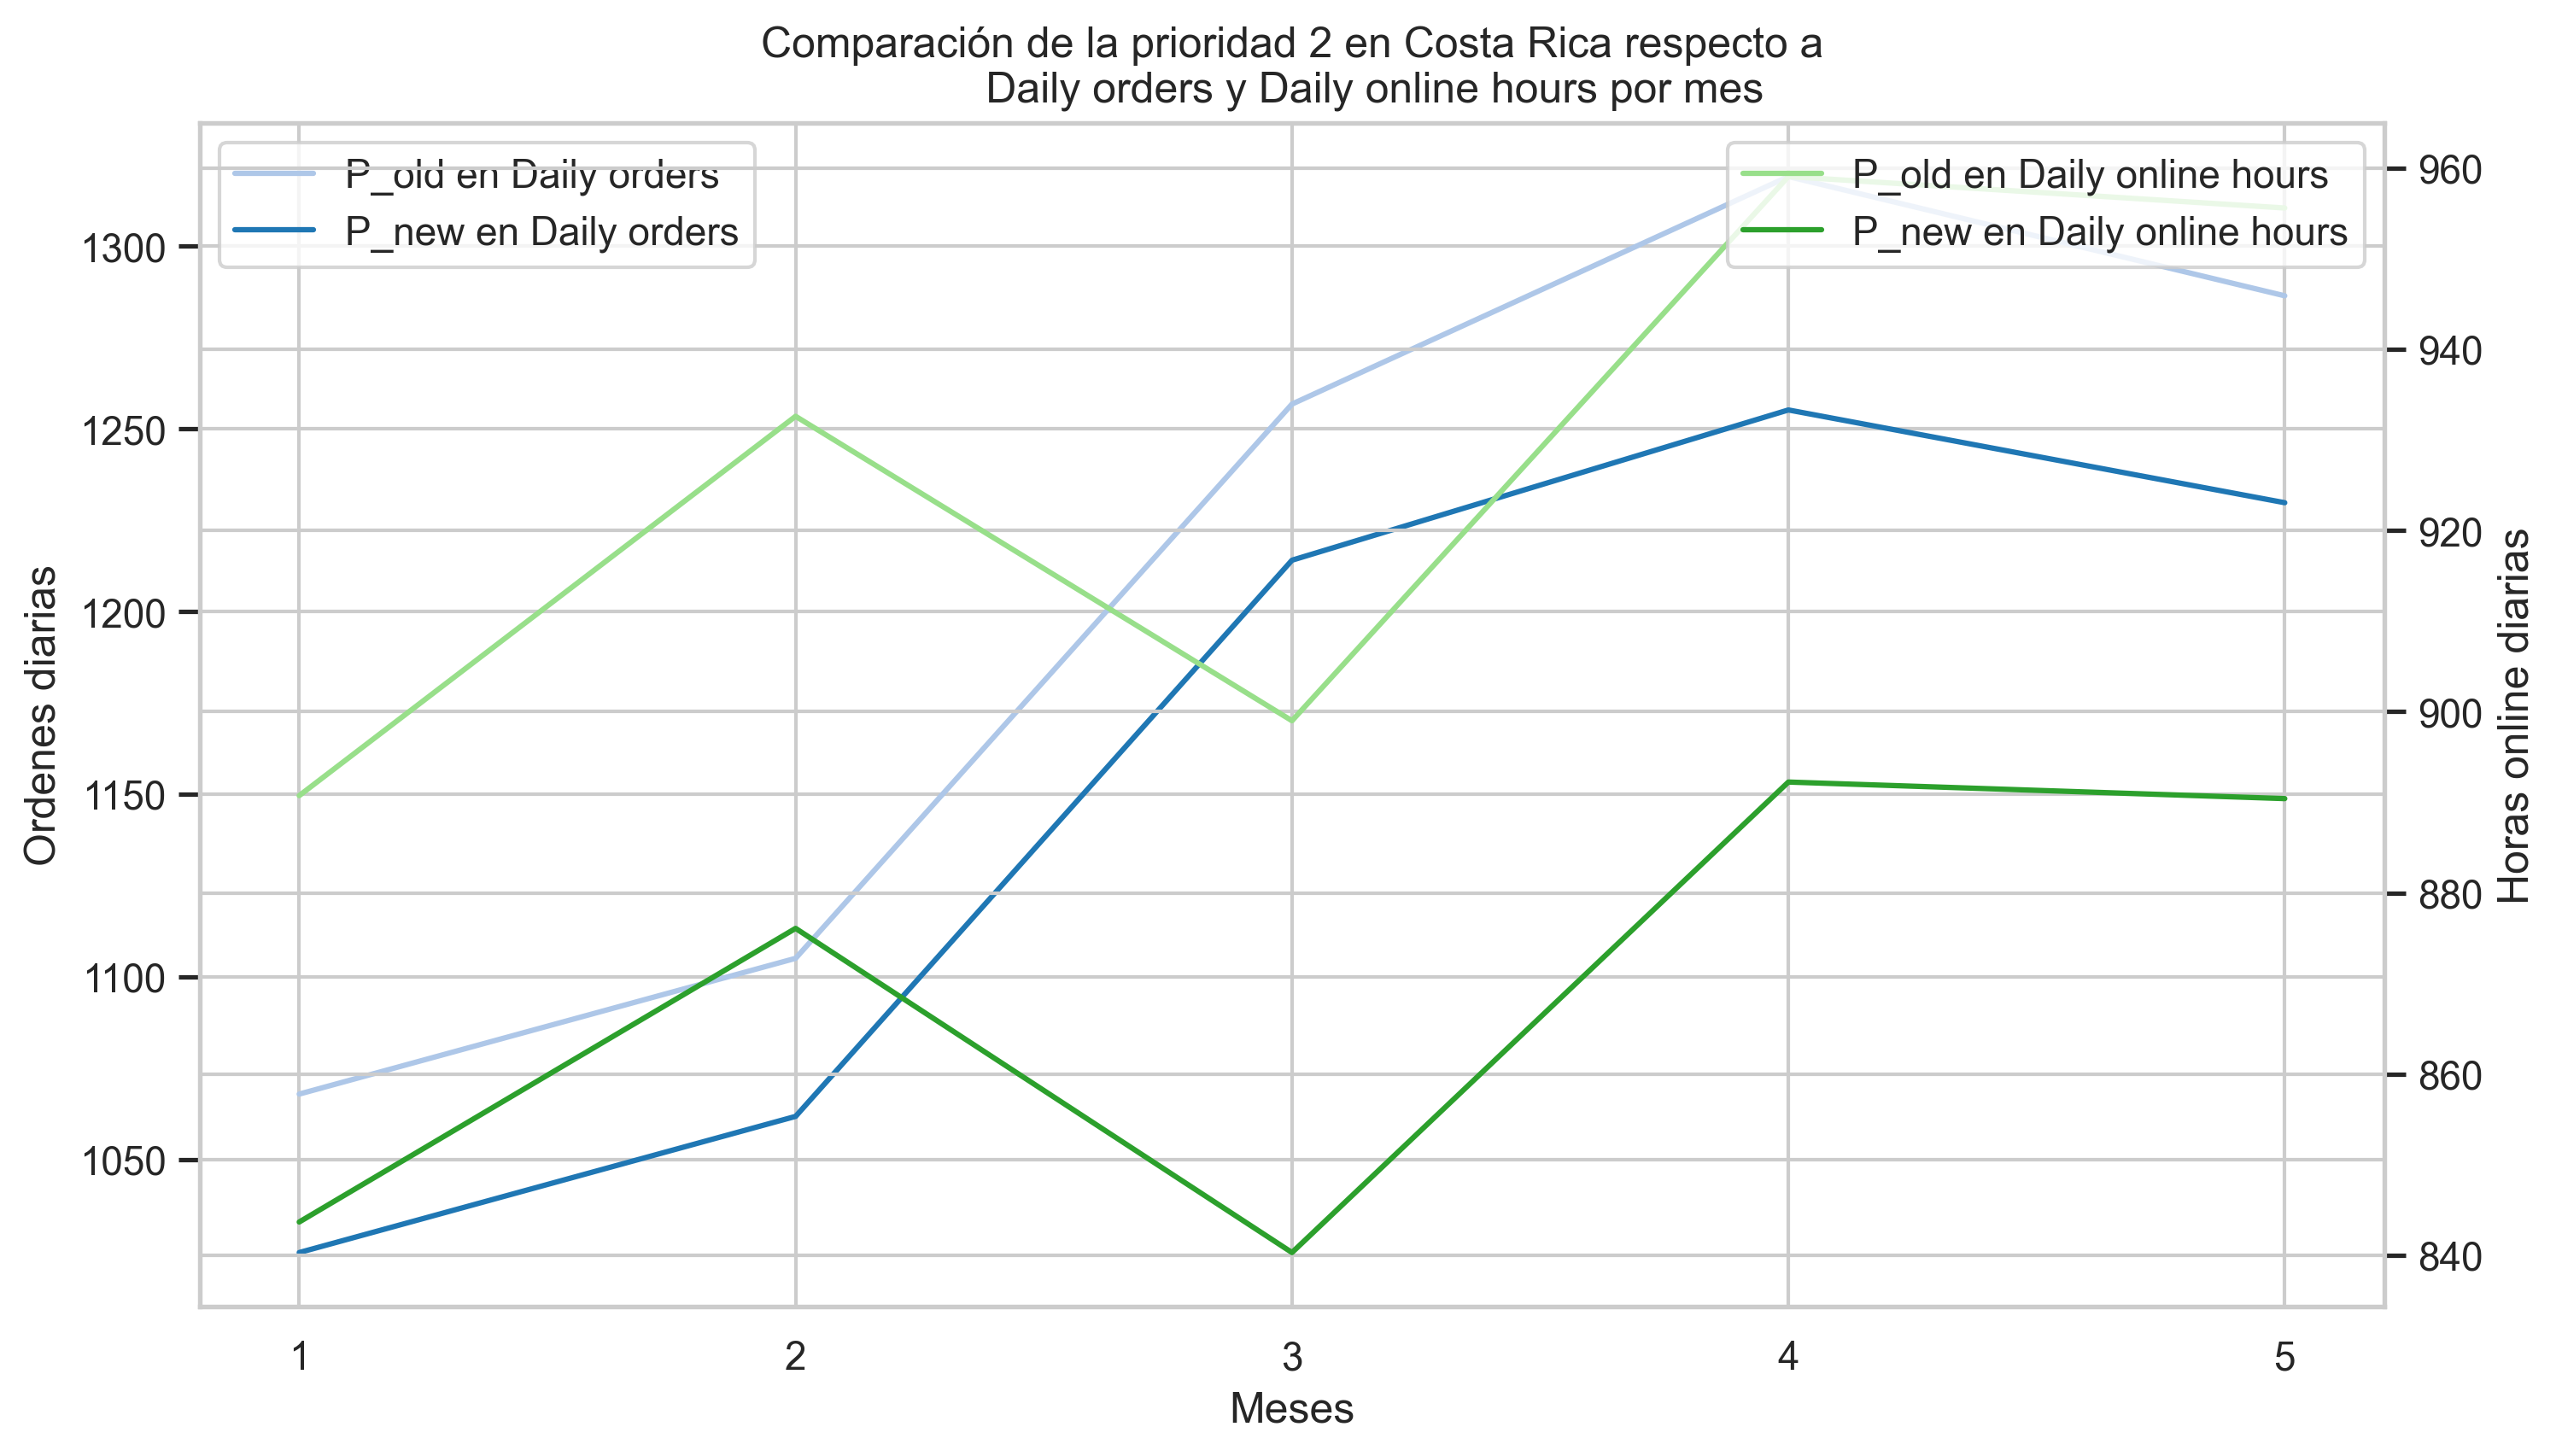 Comparación de la prioridad 2 en Costa Rica respecto a
Daily orders y Daily online hours por mes
P_old en Daily orders
P_new en Daily orders
P_old en Daily online hours
P_new en Daily online hours
1300
1250
1200
1150
1100
1050
Ordenes diarias
960
940
920
900
880
860
840
Horas online diarias
1 2 3 4 5
Meses